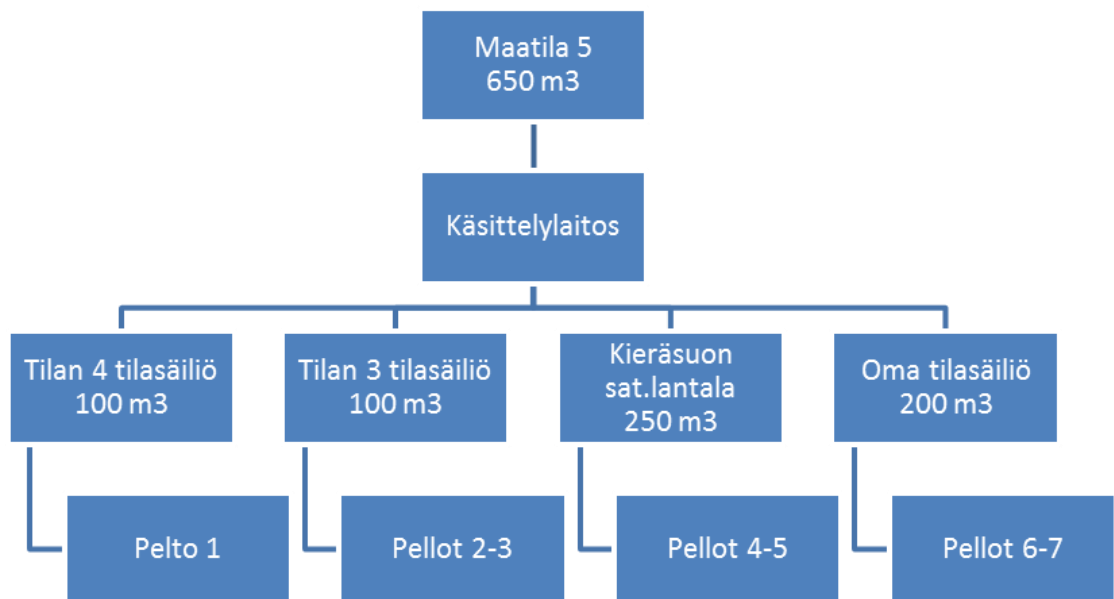 Maatila 5
650 m3
Käsittelylaitos
Tilan 4 tilasäiliö
100 m3
Tilan 3 tilasäiliö
100 m3
Kieräsuon
sat.lantala
250 m3
Oma tilasäiliö
200 m3
Pelto 1
Pellot 2-3
Pellot 4-5
Pellot 6-7